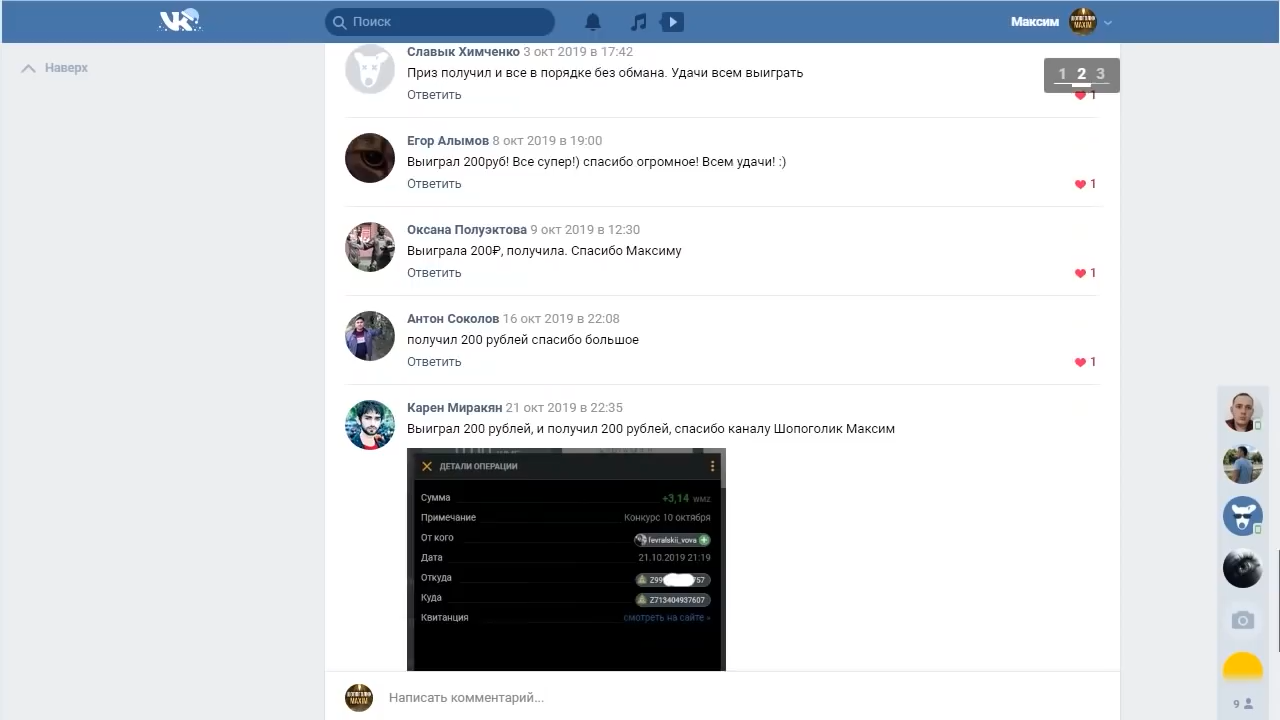 Поиск
Максим
Наверх
1 2 3
Славык Химченко 3 окт 2019 в 17:42
Приз получил и все в порядке без обмана. Удачи всем выиграть
Ответить
1
Егор Алымов 8 окт 2019 в 19:00
Выиграл 200руб! Все супер!) спасибо огромное! Всем удачи! :)
Ответить
1
Оксана Полуэктова 9 окт 2019 в 12:30
Выиграла 200₽, получила. Спасибо Максиму
Ответить
1
Антон Соколов 16 окт 2019 в 22:08
получил 200 рублей спасибо большое
Ответить
1
Карен Миракян 21 окт 2019 в 22:35
Выиграл 200 рублей, и получил 200 рублей, спасибо каналу Шопоголик Максим
ДЕТАЛИ ОПЕРАЦИИ
Сумма +3,14 WMZ
Примечание Конкурс 10 октября
От кого fevralskii_vova
Дата 21.10.2019 21:19
Откуда
Куда Z713404937607
Квитанция смотреть на сайте »
Написать комментарий...
9